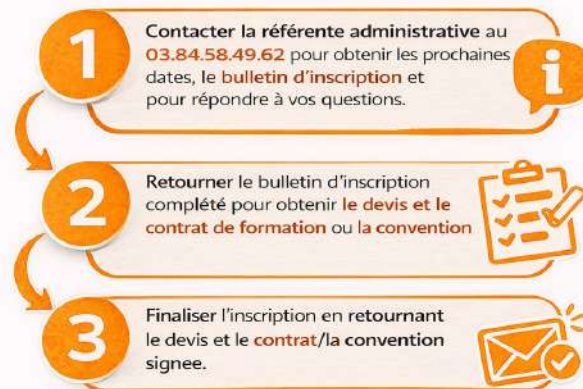 1
Contacter la référente administrative au
03.84.58.49.62 pour obtenir les prochaines
dates, le bulletin d'inscription et
pour répondre à vos questions.
i
2
Retourner le bulletin d'inscription
complété pour obtenir le devis et le
contrat de formation ou la convention
3
Finaliser l'inscription en retournant
le devis et le contrat/la convention
signee.